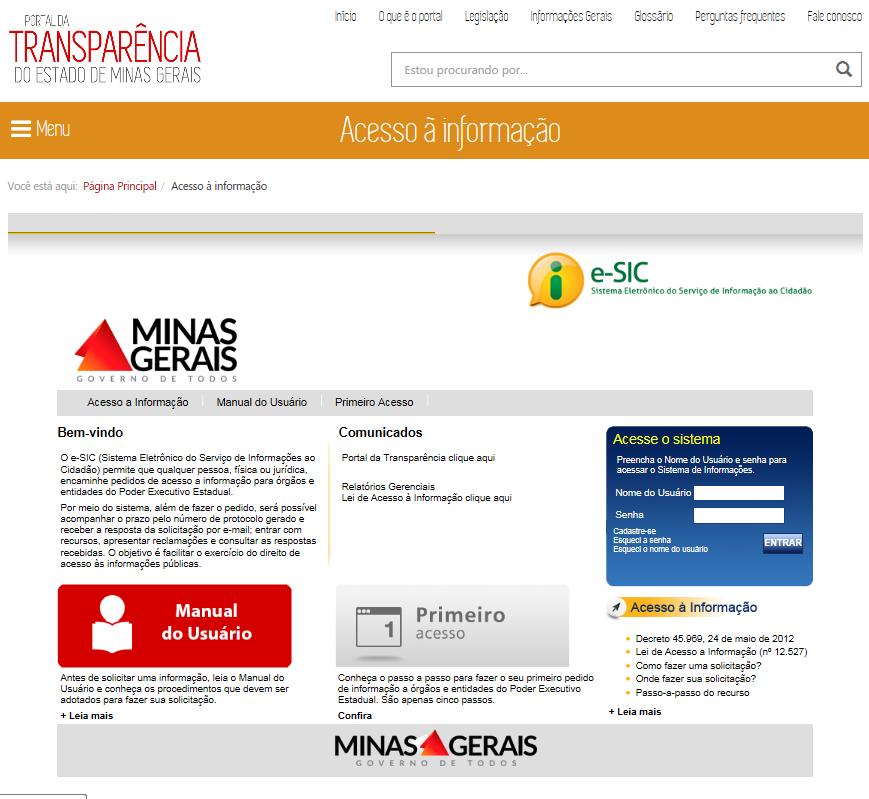 PORTAL DA
TRANSPARÊNCIA
DO ESTADO DE MINAS GERAIS
Início O que é o portal Legislação Informações Gerais Glossário Perguntas frequentes Fale conosco
Estou procurando por...
Menu
Acesso à informação
Você está aqui: Página Principal / Acesso à informação
e-SIC
Sistema Eletrônico do Serviço de Informação ao Cidadão
MINAS
GERAIS
GOVERNO DE TODOS
Acesso a Informação Manual do Usuário Primeiro Acesso
Bem-vindo
O e-SIC (Sistema Eletrônico do Serviço de Informações ao
Cidadão) permite que qualquer pessoa, física ou jurídica,
encaminhe pedidos de acesso a informação para órgãos e
entidades do Poder Executivo Estadual.
Por meio do sistema, além de fazer o pedido, será possível
acompanhar o prazo pelo número de protocolo gerado e
receber a resposta da solicitação por e-mail; entrar com
recursos, apresentar reclamações e consultar as respostas
recebidas. O objetivo é facilitar o exercício do direito de
acesso às informações públicas.
Comunicados
Portal da Transparência clique aqui
Relatórios Gerenciais
Lei de Acesso à Informação clique aqui
Acesse o sistema
Preencha o Nome do Usuário e senha para
acessar o Sistema de Informações.
Nome do Usuário
Senha
Cadastre-se
Esqueci a senha
Esqueci o nome do usuário
ENTRAR
Manual
do Usuário
Antes de solicitar uma informação, leia o Manual do
Usuário e conheça os procedimentos que devem ser
adotados para fazer sua solicitação.
+ Leia mais
1
Primeiro
acesso
Conheça o passo a passo para fazer o seu primeiro pedido
de informação a órgãos e entidades do Poder Executivo
Estadual. São apenas cinco passos.
Confira
Acesso à Informação
Decreto 45.969, 24 de maio de 2012
Lei de Acesso a Informação (nº 12.527)
Como fazer uma solicitação?
Onde fazer sua solicitação?
Passo-a-passo do recurso
+ Leia mais
MINAS GERAIS
GOVERNO DE TODOS